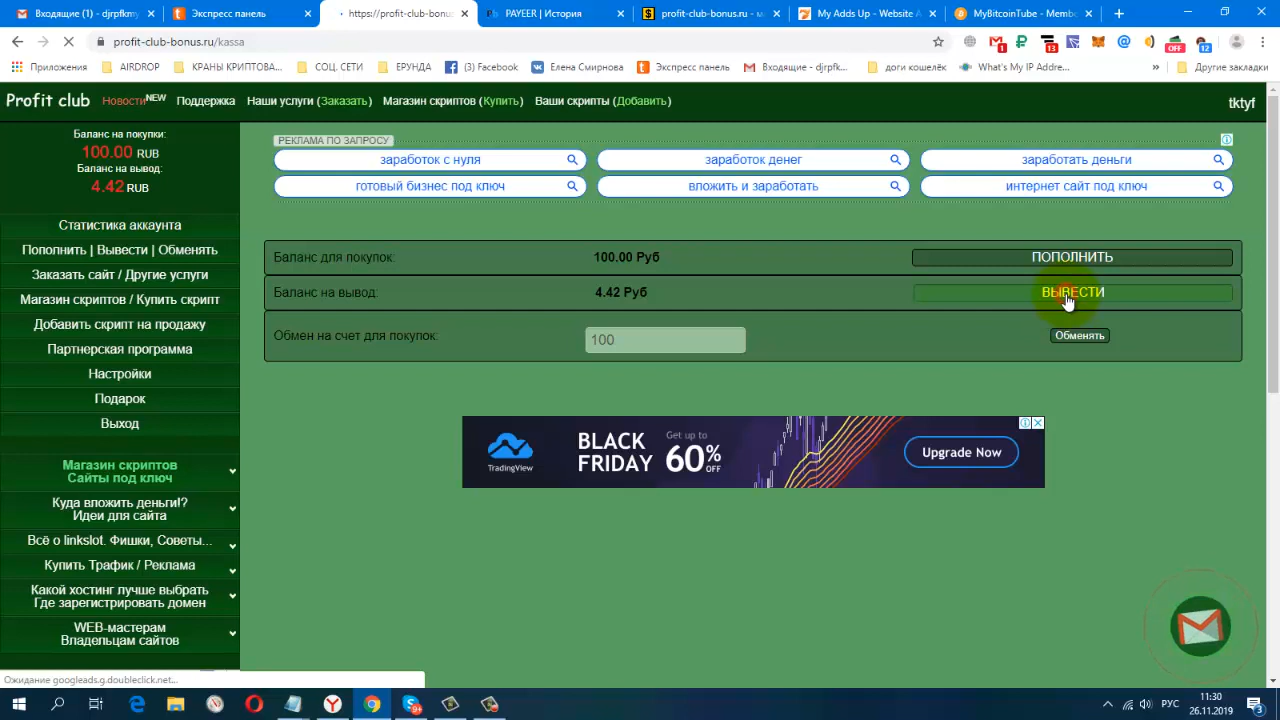 Входящие - djrpfkmy
Экспресс панель
https://profit-club-bonus.ru/kass
PAYEER | История
profit-club-bonus.ru - м
My Adds Up - Website A
MyBitcoinTube - Membe
profit-club-bonus.ru/kassa
Приложения
AIRDROP
КРАНЫ КРИПТОВА...
СОЦ. СЕТИ
ЕРУНДА
(3) Facebook
Елена Смирнова
Экспресс панель
Входящие - djrpfk...
доги кошелёк
What's My IP Addre...
»
Другие закладки
Profit club
Новости NEW
Поддержка
Наши услуги (Заказать)
Магазин скриптов (Купить)
Ваши скрипты (Добавить)
tktyf
Баланс на покупки:
100.00 RUB
Баланс на вывод:
4.42 RUB
Статистика аккаунта
Пополнить | Вывести | Обменять
Заказать сайт / Другие услуги
Магазин скриптов / Купить скрипт
Добавить скрипт на продажу
Партнерская программа
Настройки
Подарок
Выход
Магазин скриптов
Сайты под ключ
Куда вложить деньги!?
Идеи для сайта
Всё о linkslot. Фишки, Советы...
Купить Трафик / Реклама
Какой хостинг лучше выбрать
Где зарегистрировать домен
WEB-мастерам
Владельцам сайтов
РЕКЛАМА ПО ЗАПРОСУ
заработок с нуля
заработок денег
заработать деньги
готовый бизнес под ключ
вложить и заработать
интернет сайт под ключ
Баланс для покупок:
100.00 Руб
ПОПОЛНИТЬ
Баланс на вывод:
4.42 Руб
ВЫВЕСТИ
Обмен на счет для покупок:
100
Обменять
TradingView
BLACK
FRIDAY
Get up to
60% OFF
Upgrade Now
Ожидание googleads.g.doubleclick.net...
РУС
11:30
26.11.2019